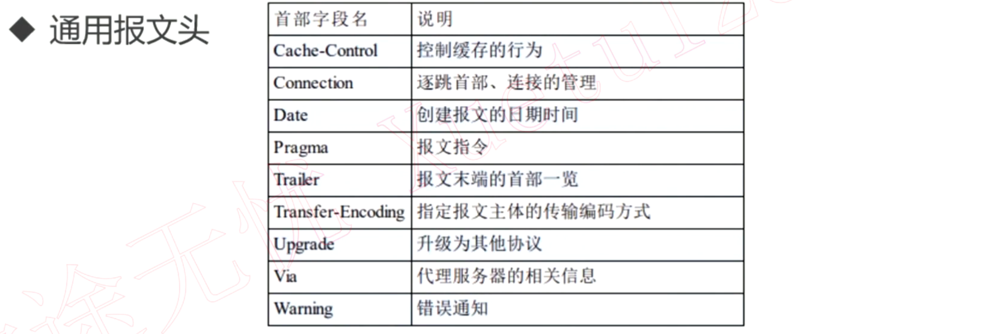 ◆ 通用报文头
首部字段名 说明
Cache-Control 控制缓存的行为
Connection 逐跳首部、连接的管理
Date 创建报文的日期时间
Pragma 报文指令
Trailer 报文末端的首部一览
Transfer-Encoding 指定报文主体的传输编码方式
Upgrade 升级为其他协议
Via 代理服务器的相关信息
Warning 错误通知
途无忧 Xuetu